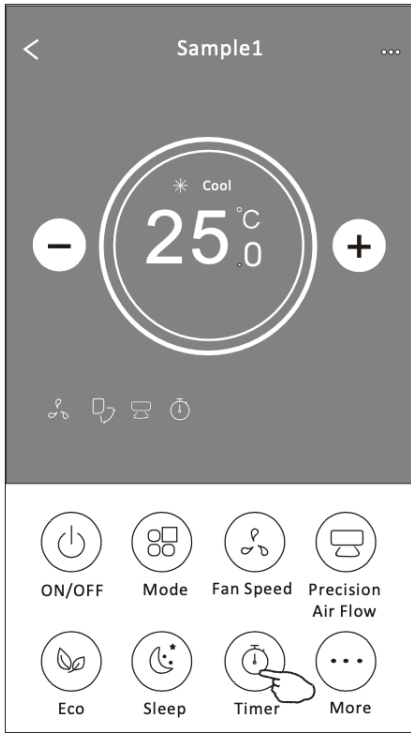 Sample1
Cool
25.0°C
ON/OFF Mode Fan Speed Precision Air Flow
Eco Sleep Timer More